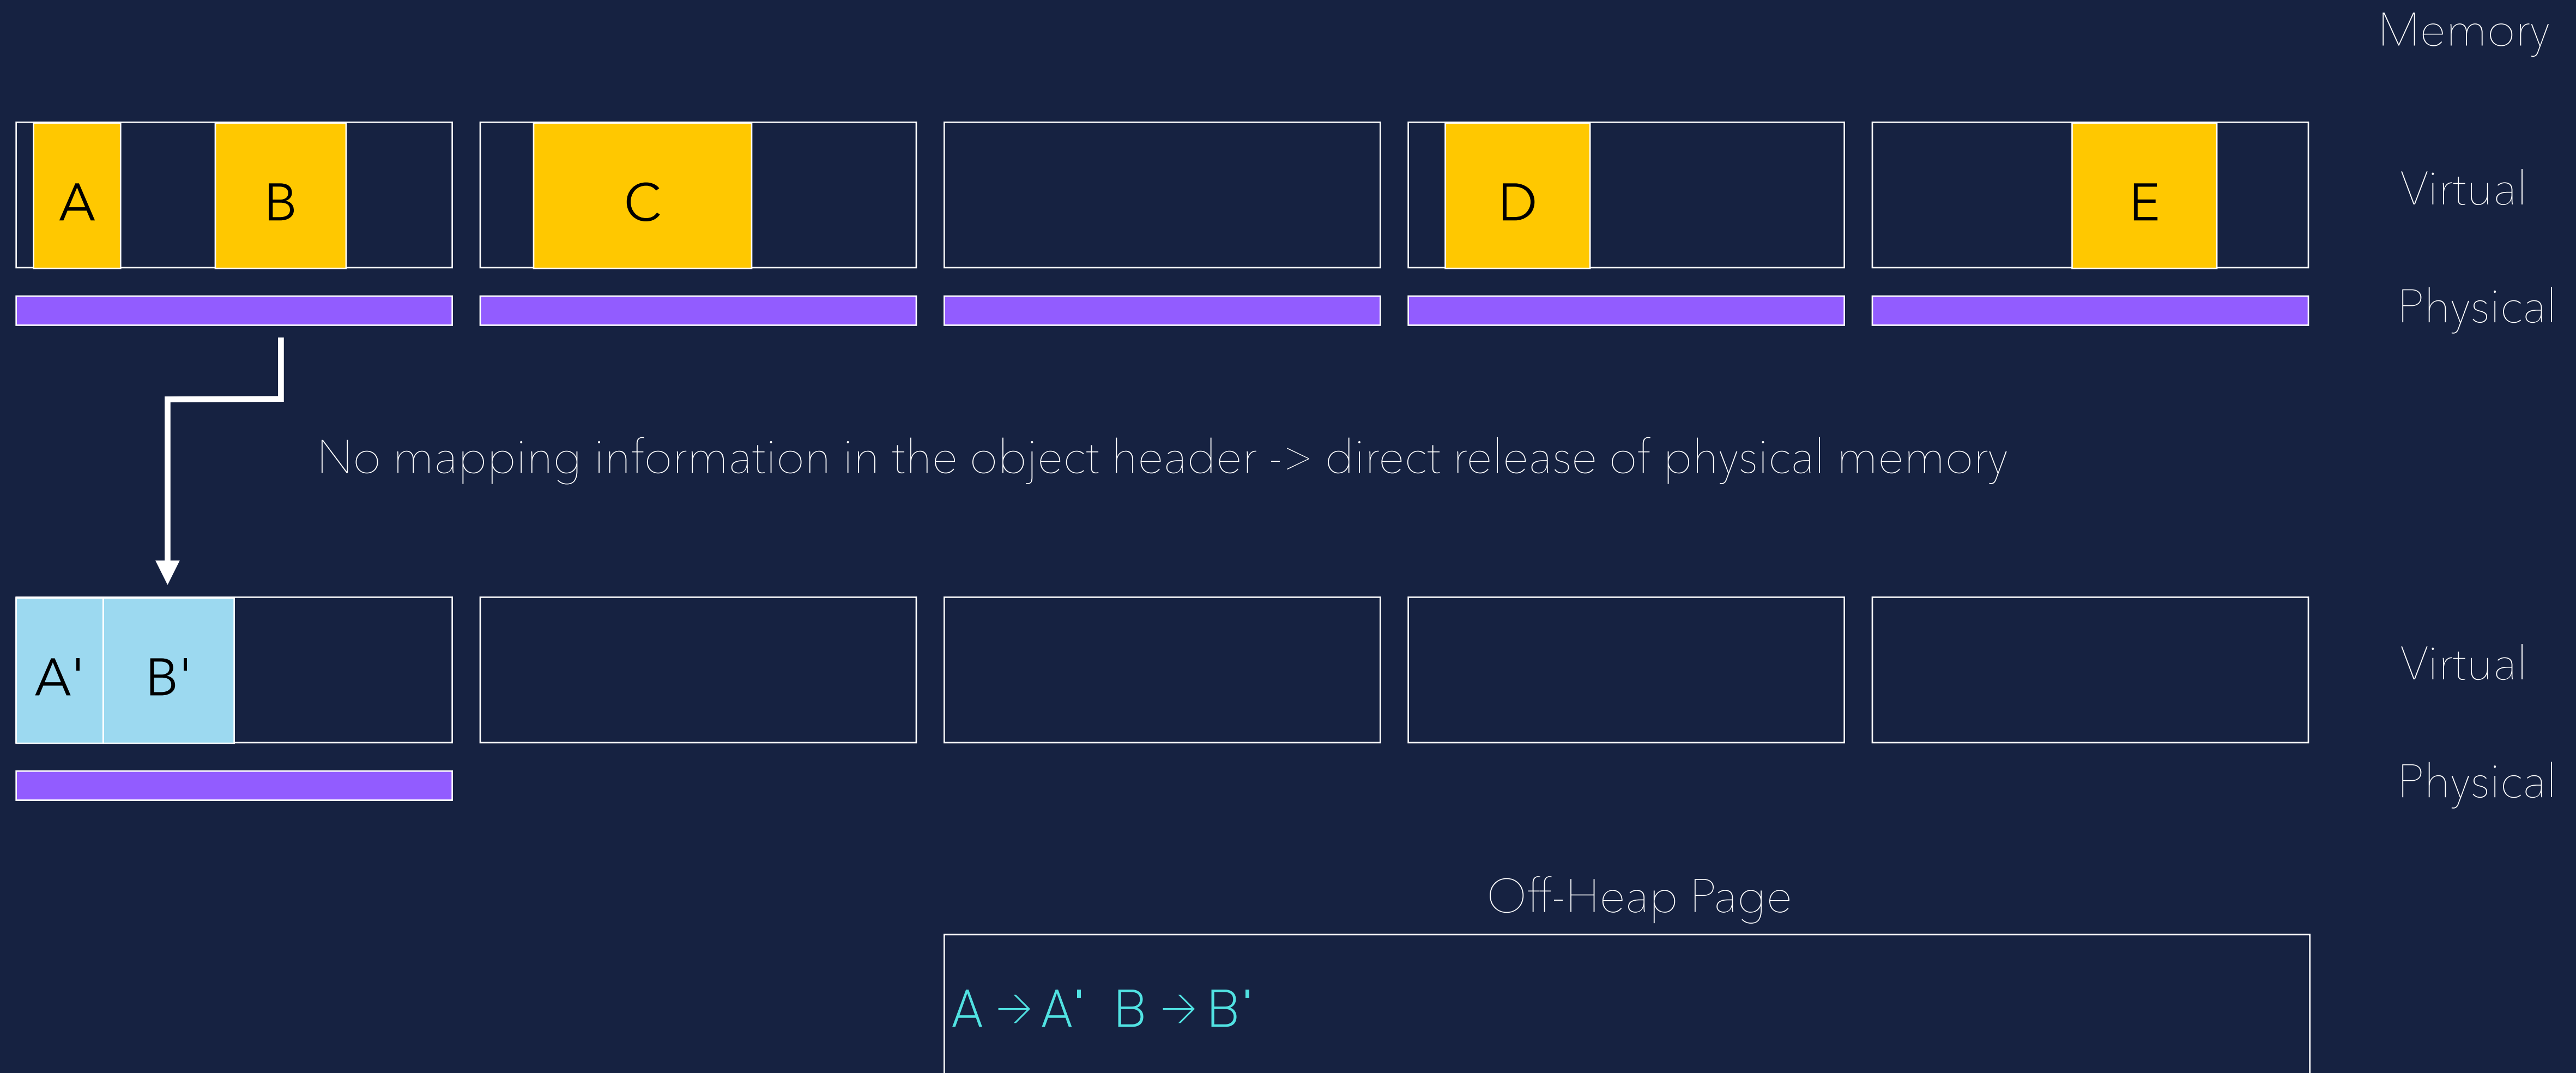 Memory
A B C D E Virtual
Physical
No mapping information in the object header -> direct release of physical memory
A' B' Virtual
Physical
Off-Heap Page
A → A' B → B'